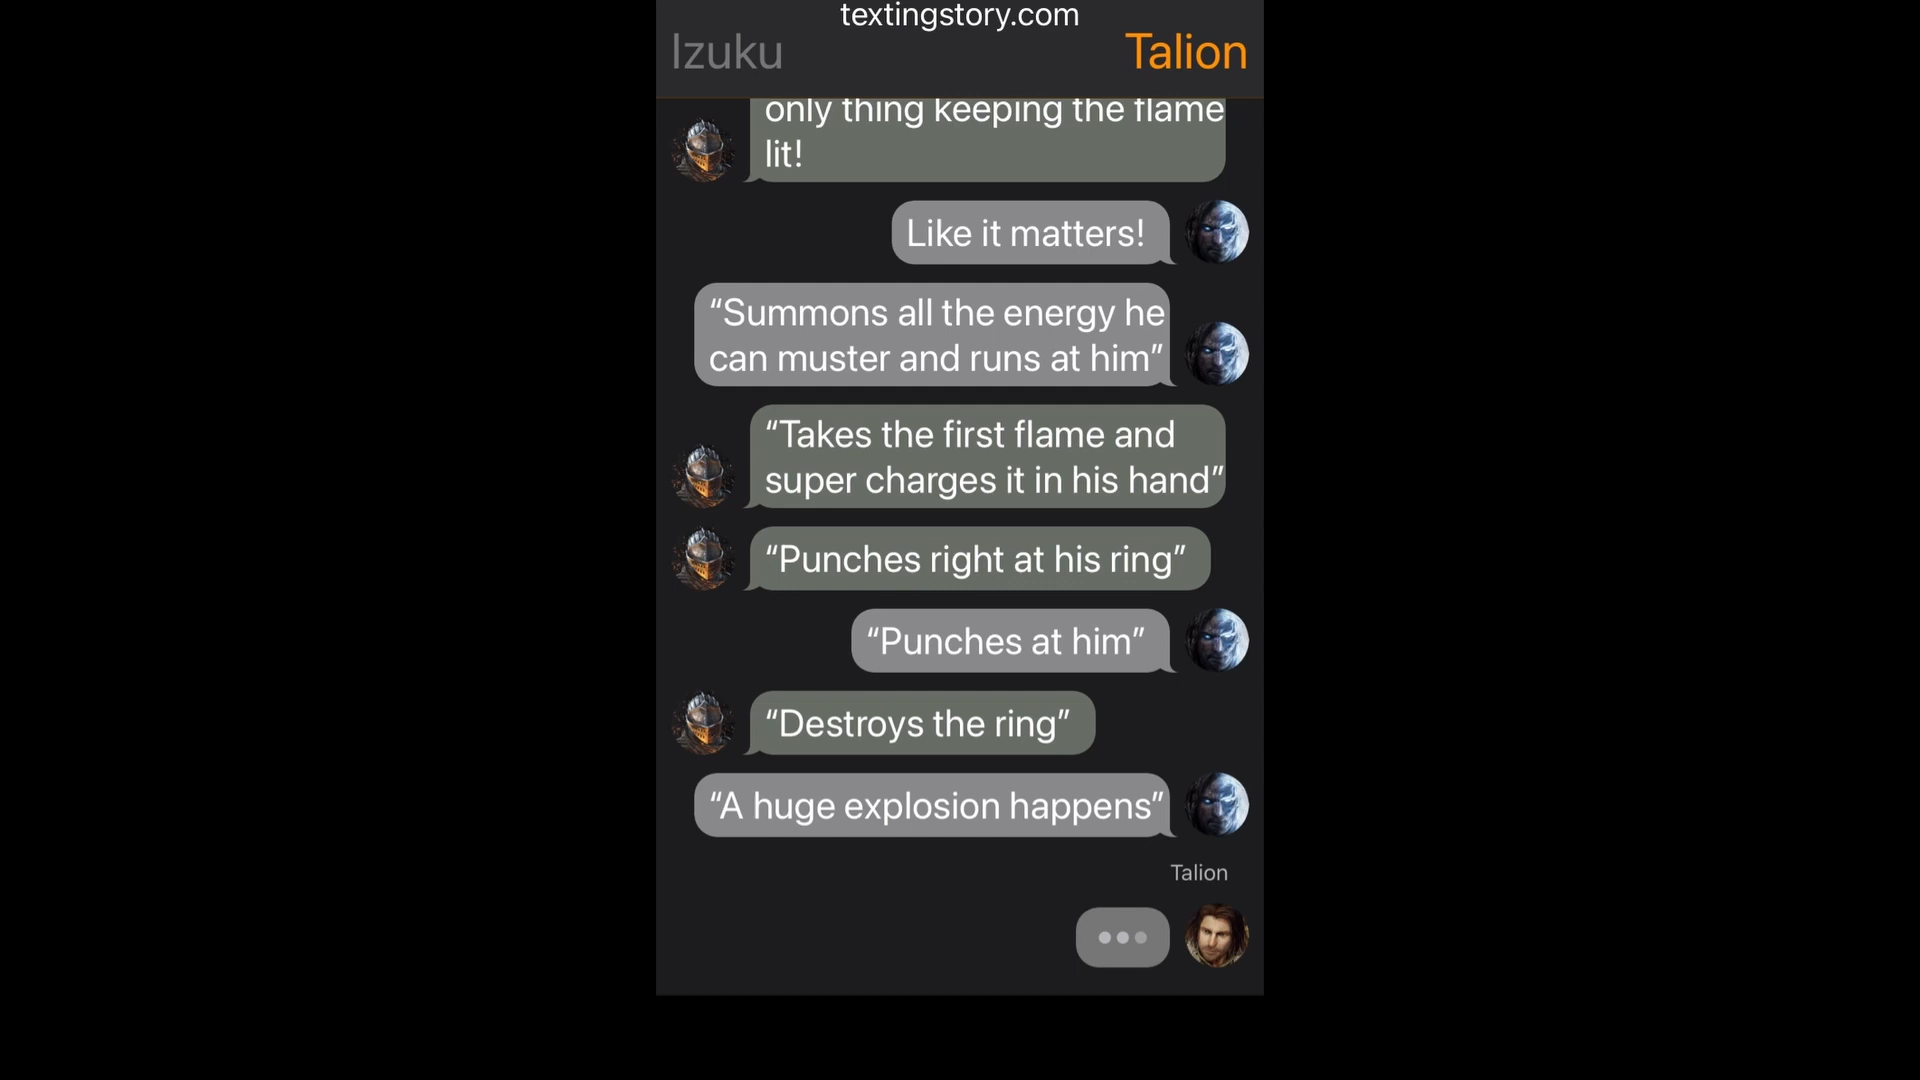 textingstory.com
Izuku
Talion
only thing keeping the flame
lit!
Like it matters!
“Summons all the energy he
can muster and runs at him”
“Takes the first flame and
super charges it in his hand”
“Punches right at his ring”
“Punches at him”
“Destroys the ring”
“A huge explosion happens”
Talion